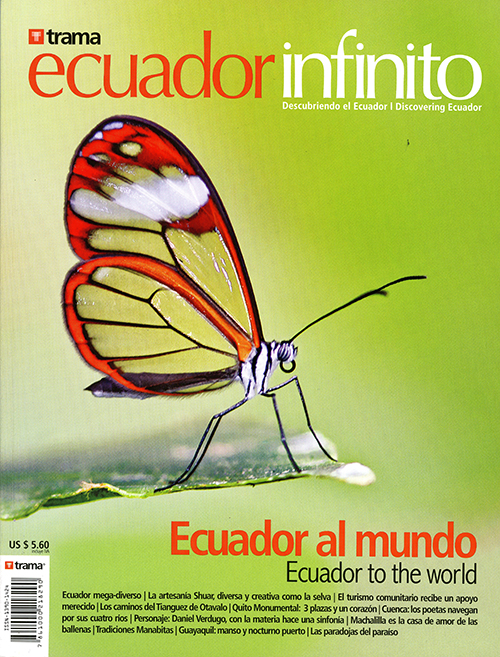 T trama
ecuador infinito
Descubriendo el Ecuador | Discovering Ecuador
Ecuador al mundo
Ecuador to the world
US $ 5.60
incluye IVA
T trama
Ecuador mega-diverso | La artesanía Shuar, diversa y creativa como la selva | El turismo comunitario recibe un apoyo
merecido | Los caminos del Tianguez de Otavalo | Quito Monumental: 3 plazas y un corazón | Cuenca: los poetas navegan
por sus cuatro ríos | Personaje: Daniel Verdugo, con la materia hace una sinfonía | Machalilla es la casa de amor de las
ballenas | Tradiciones Manabitas | Guayaquil: manso y nocturno puerto | Las paradojas del paraíso